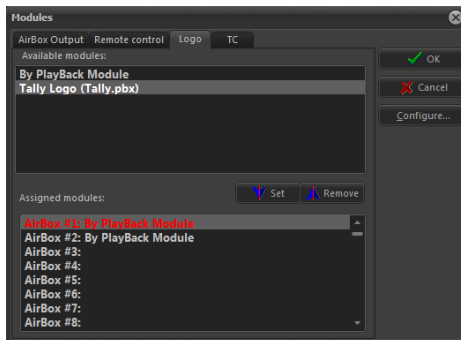 Modules
AirBox Output Remote control Logo TC
Available modules:
By PlayBack Module
Tally Logo (Tally.pbx)
OK
Cancel
Configure...
Assigned modules:
Set Remove
AirBox #1: By PlayBack Module
AirBox #2: By PlayBack Module
AirBox #3:
AirBox #4:
AirBox #5:
AirBox #6:
AirBox #7:
AirBox #8: